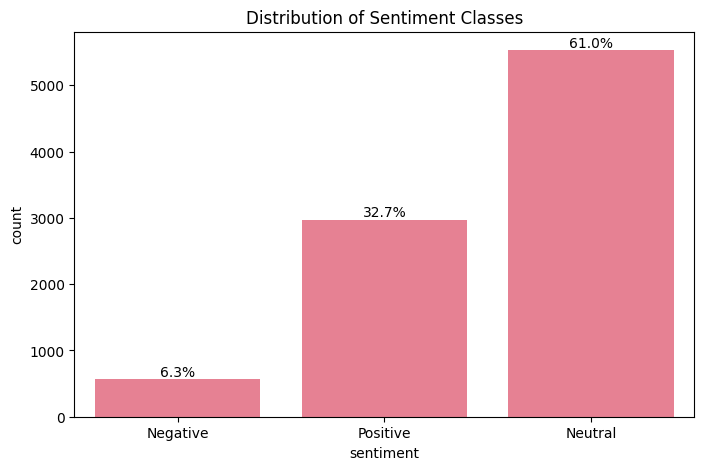 Distribution of Sentiment Classes
61.0%
5000
4000
32.7%
3000
count
2000
1000
6.3%
0
Negative Positive Neutral
sentiment